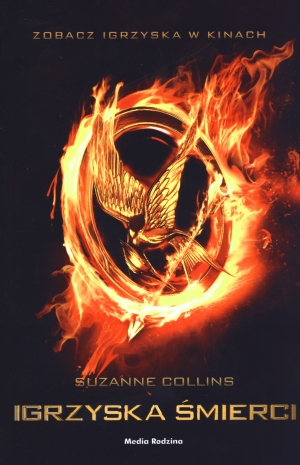 ZOBACZ IGRZYSKA W KINACH
SUZANNE COLLINS
IGRZYSKA ŚMIERCI
Media Rodzina